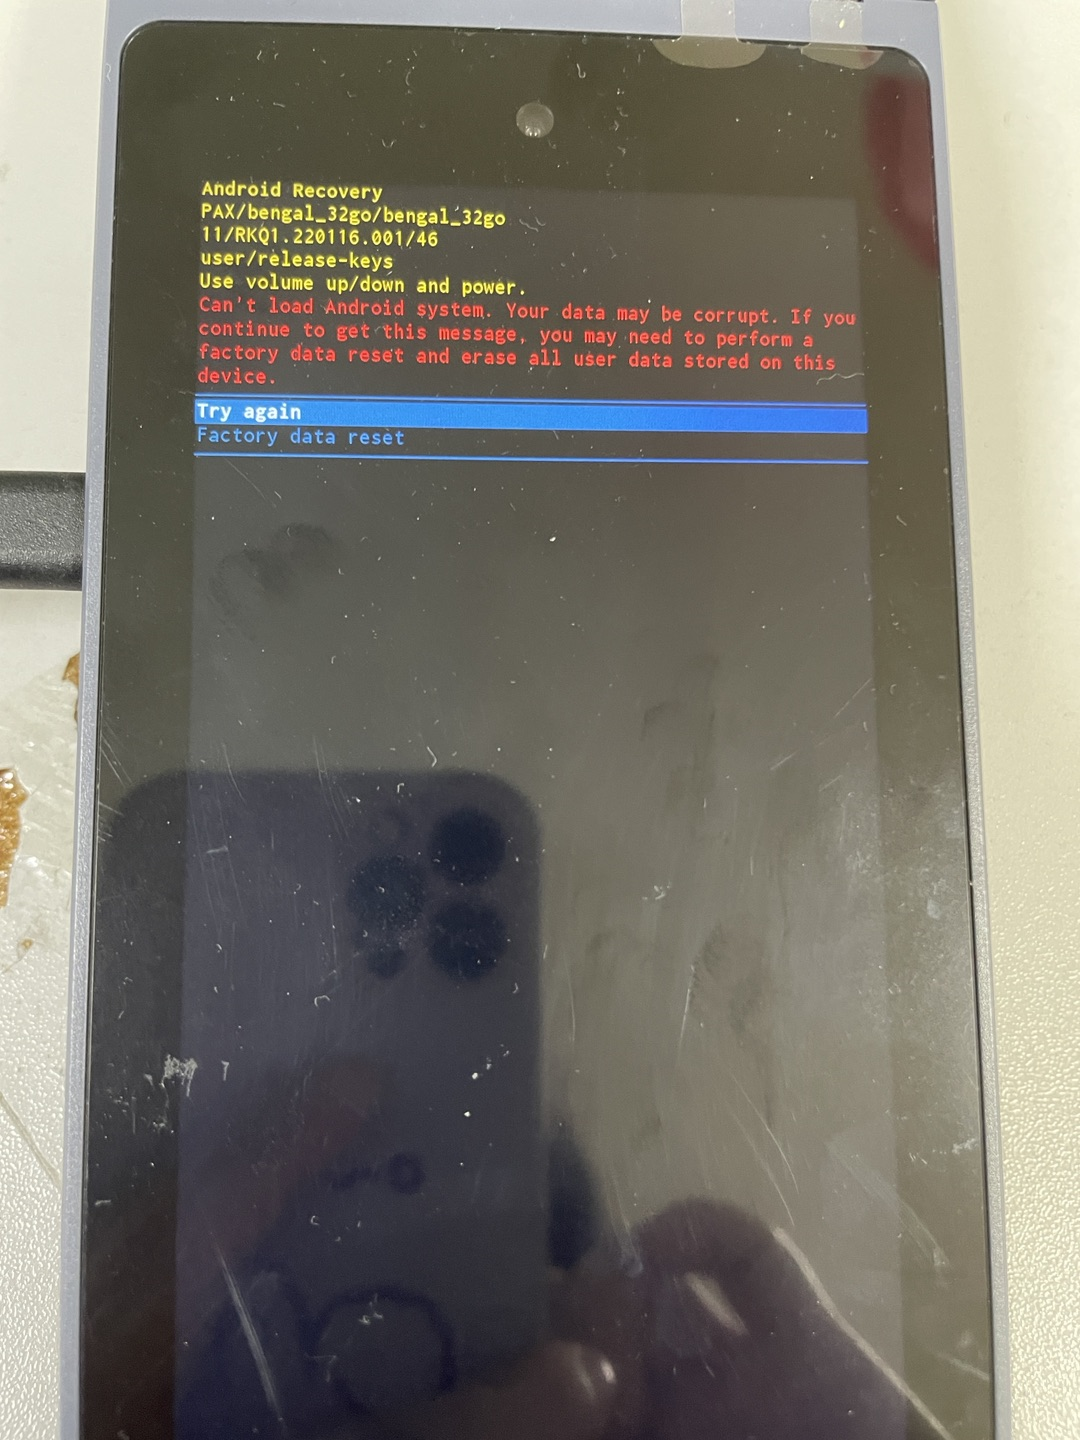 Android Recovery
PAX/bengal_32go/bengal_32go
11/RKQ1.220116.001/46
user/release-keys
Use volume up/down and power.
Can't load Android system. Your data may be corrupt. If you
continue to get this message, you may need to perform a
factory data reset and erase all user data stored on this
device.
Try again
Factory data reset